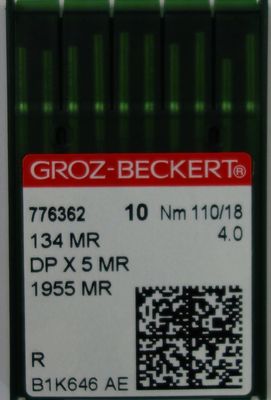 GROZ-BECKERT®
776362 10 Nm 110/18
134 MR 4.0
DP X 5 MR
1955 MR
R
B1K646 AE